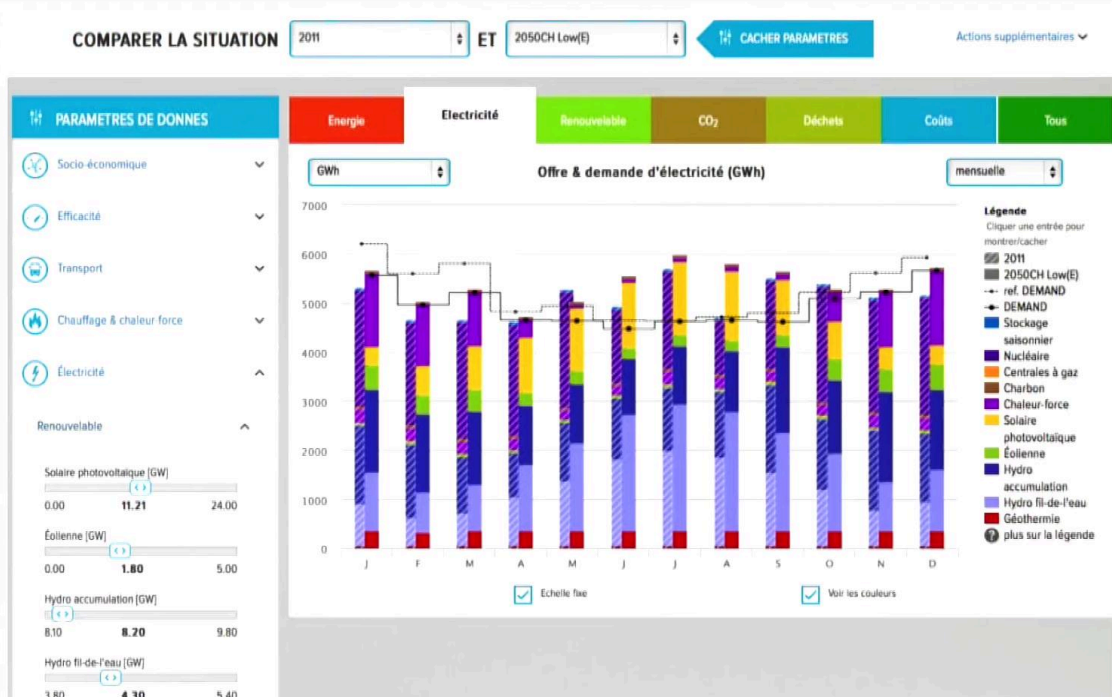 COMPARER LA SITUATION
2011
ET
2050CH Low(E)
CACHER PARAMETRES
Actions supplémentaires
PARAMETRES DE DONNES
Socio-économique
Efficacité
Transport
Chauffage & chaleur force
Électricité
Renouvelable
Solaire photovoltaïque [GW]
0.00 11.21 24.00
Éolienne [GW]
0.00 1.80 5.00
Hydro accumulation [GW]
8.10 8.20 9.80
Hydro fil-de-l'eau [GW]
3.80 4.30 5.40
Energie
Electricité
Renouvelable
CO2
Déchets
Coûts
Tous
GWh
Offre & demande d'électricité (GWh)
mensuelle
7000
6000
5000
4000
3000
2000
1000
0
J F M A M J J A S O N D
Echelle fixe
Voir les couleurs
Légende
Cliquer une entrée pour
montrer/cacher
2011
2050CH Low(E)
ref. DEMAND
DEMAND
Stockage
saisonnier
Nucléaire
Centrales à gaz
Charbon
Chaleur-force
Solaire
photovoltaïque
Éolienne
Hydro
accumulation
Hydro fil-de-l'eau
Géothermie
? plus sur la légende